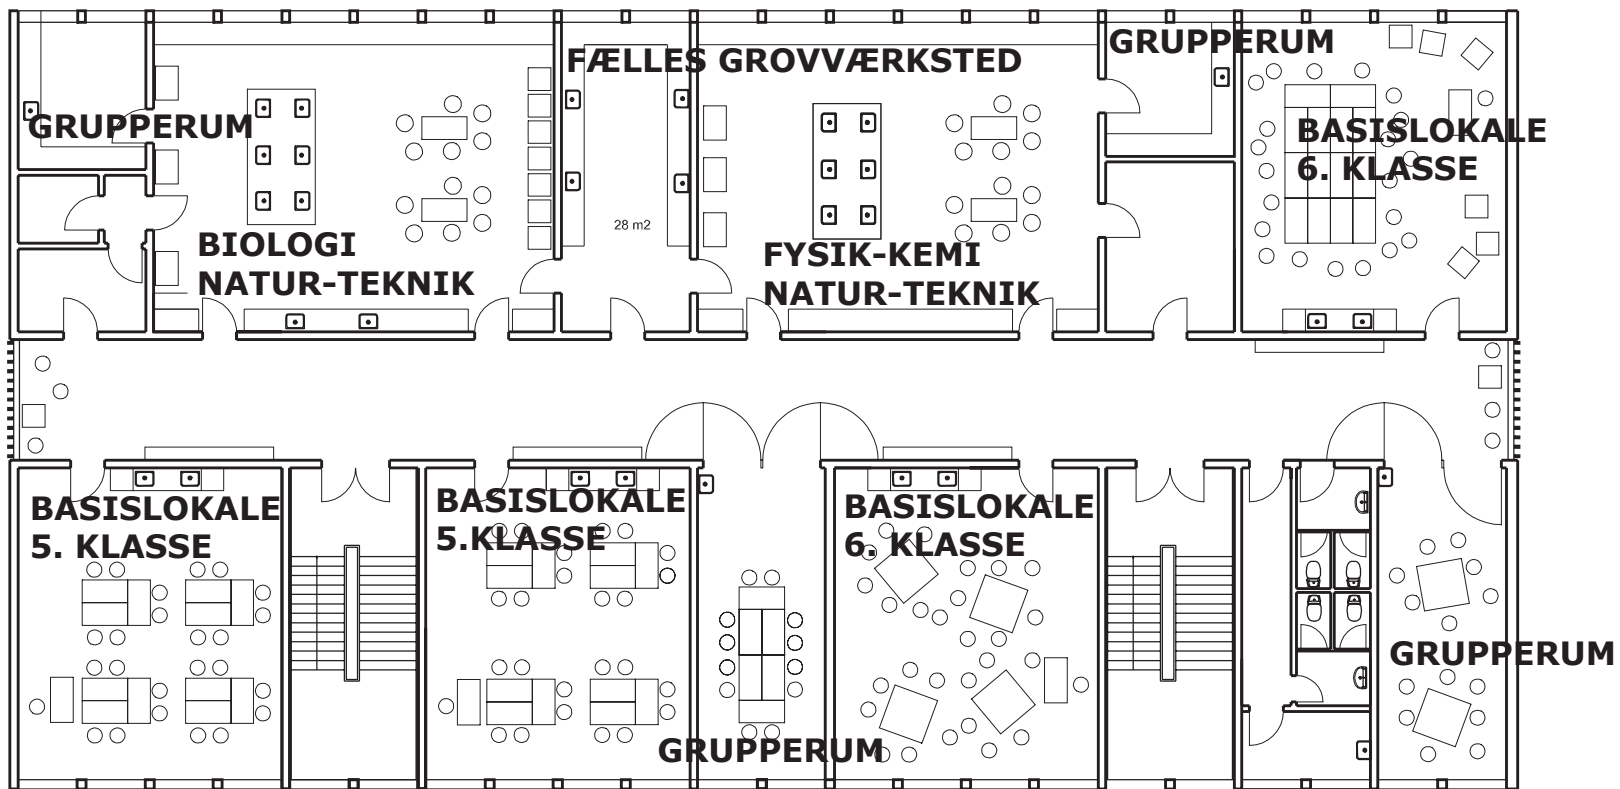 GRUPPERUM
FÆLLES GROVVÆRKSTED
GRUPPERUM
BASISLOKALE
6. KLASSE
28 m2
BIOLOGI
NATUR-TEKNIK
FYSIK-KEMI
NATUR-TEKNIK
BASISLOKALE
5. KLASSE
BASISLOKALE
5.KLASSE
BASISLOKALE
6. KLASSE
GRUPPERUM
GRUPPERUM